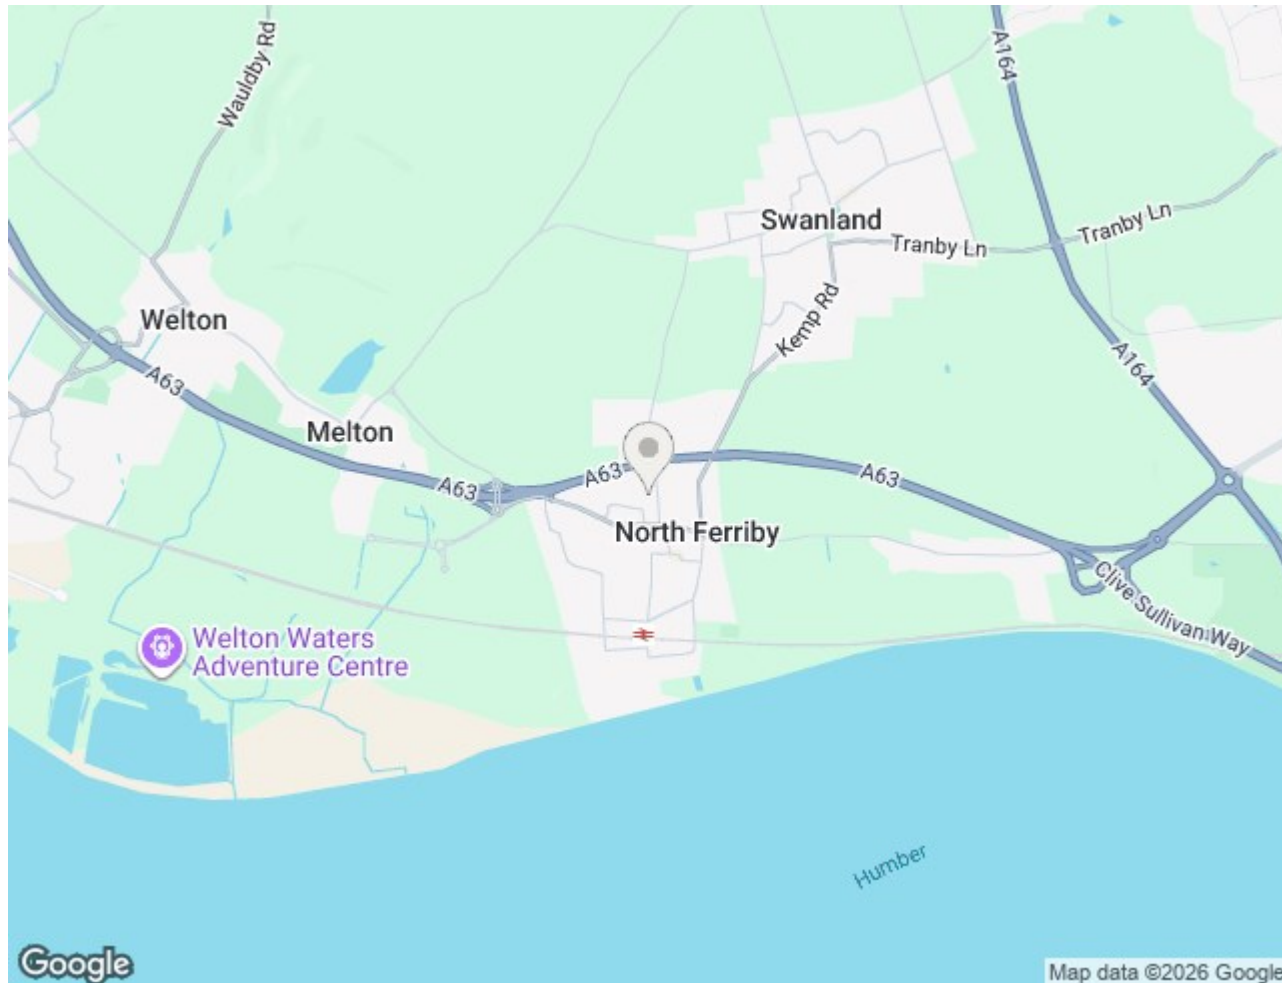 Wauldby Rd
A164
Swanland
Tranby Ln
Tranby Ln
Kemp Rd
Welton
A63
A164
Melton
A63
A63
A63
North Ferriby
Clive Sullivan Way
Welton Waters
Adventure Centre
Humber
Google
Map data ©2026 Google